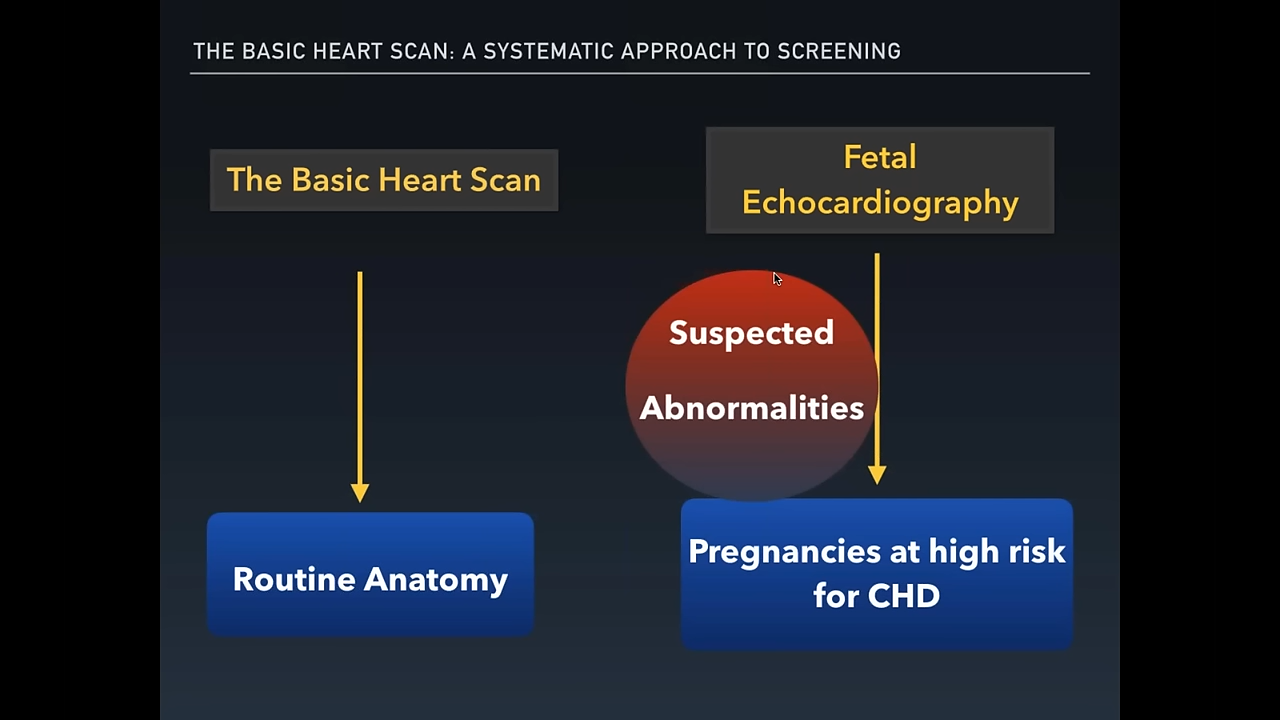 THE BASIC HEART SCAN: A SYSTEMATIC APPROACH TO SCREENING
The Basic Heart Scan
Routine Anatomy
Fetal
Echocardiography
Suspected
Abnormalities
Pregnancies at high risk
for CHD